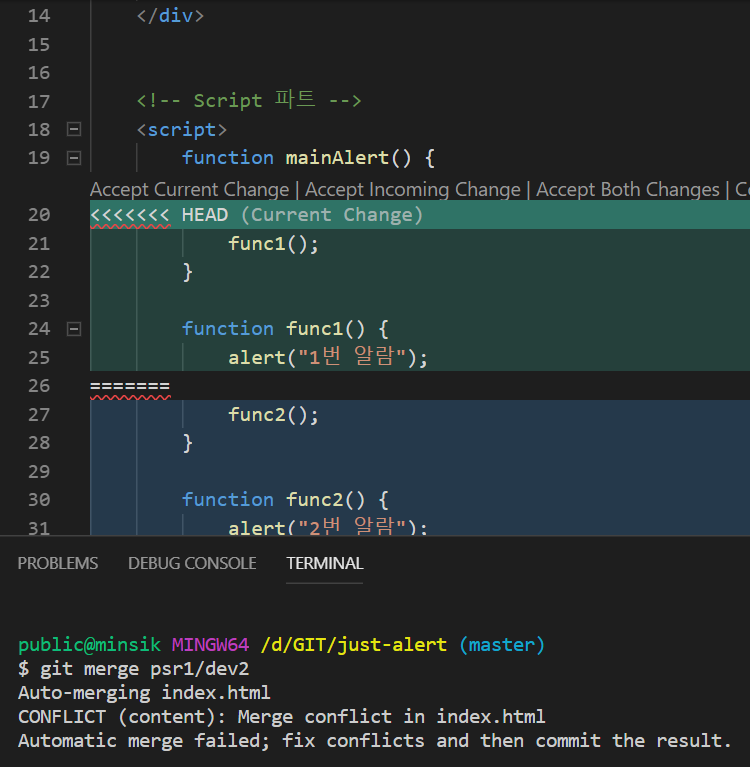 14 </div>
15
16
17 <!-- Script 파트 -->
18 <script>
19 function mainAlert() {
Accept Current Change | Accept Incoming Change | Accept Both Changes |
20 <<<<<<< HEAD (Current Change)
21 func1();
22 }
23
24 function func1() {
25 alert("1번 알람");
26 =======
27 func2();
28 }
29
30 function func2() {
31 alert("2번 알람");
PROBLEMS DEBUG CONSOLE TERMINAL
public@minsik MINGW64 /d/GIT/just-alert (master)
$ git merge psr1/dev2
Auto-merging index.html
CONFLICT (content): Merge conflict in index.html
Automatic merge failed; fix conflicts and then commit the result.